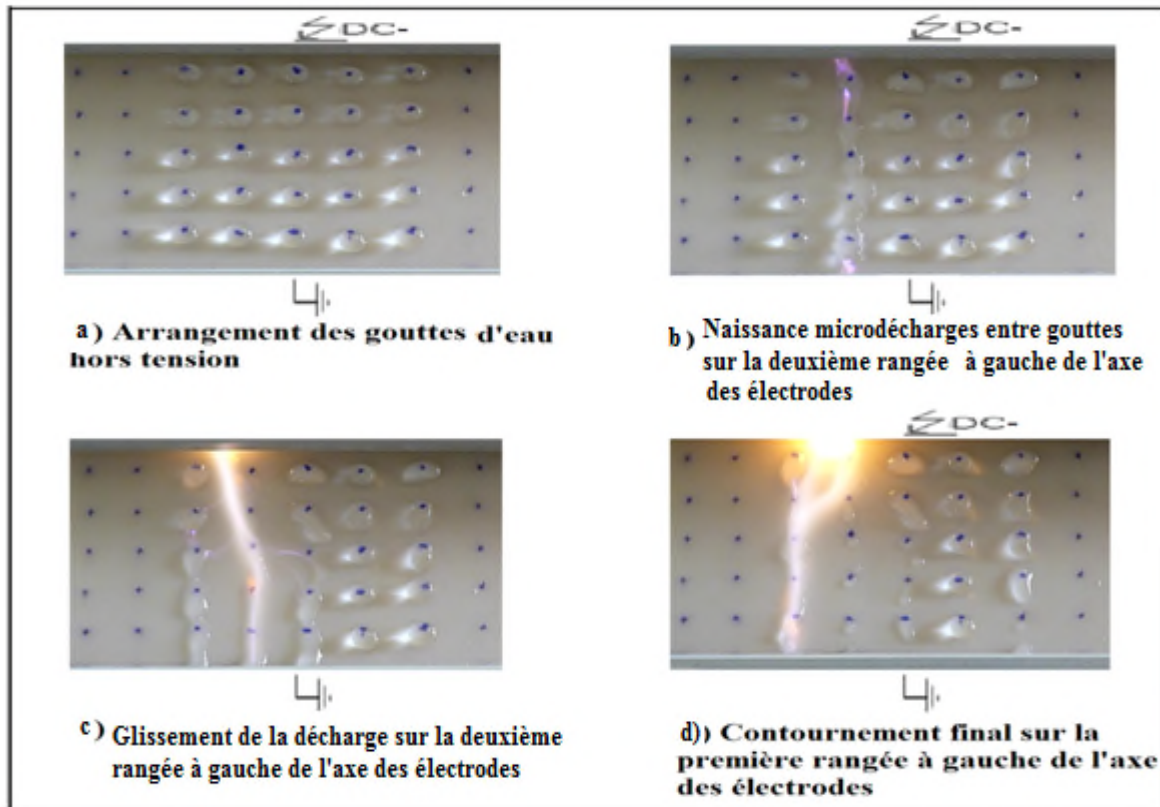 DC-
DC-
a) Arrangement des gouttes d'eau
hors tension
b) Naissance microdécharges entre gouttes
sur la deuxième rangée à gauche de l'axe
des électrodes
DC-
c) Glissement de la décharge sur la deuxième
rangée à gauche de l'axe des électrodes
d)) Contournement final sur la
première rangée à gauche de l'axe
des électrodes